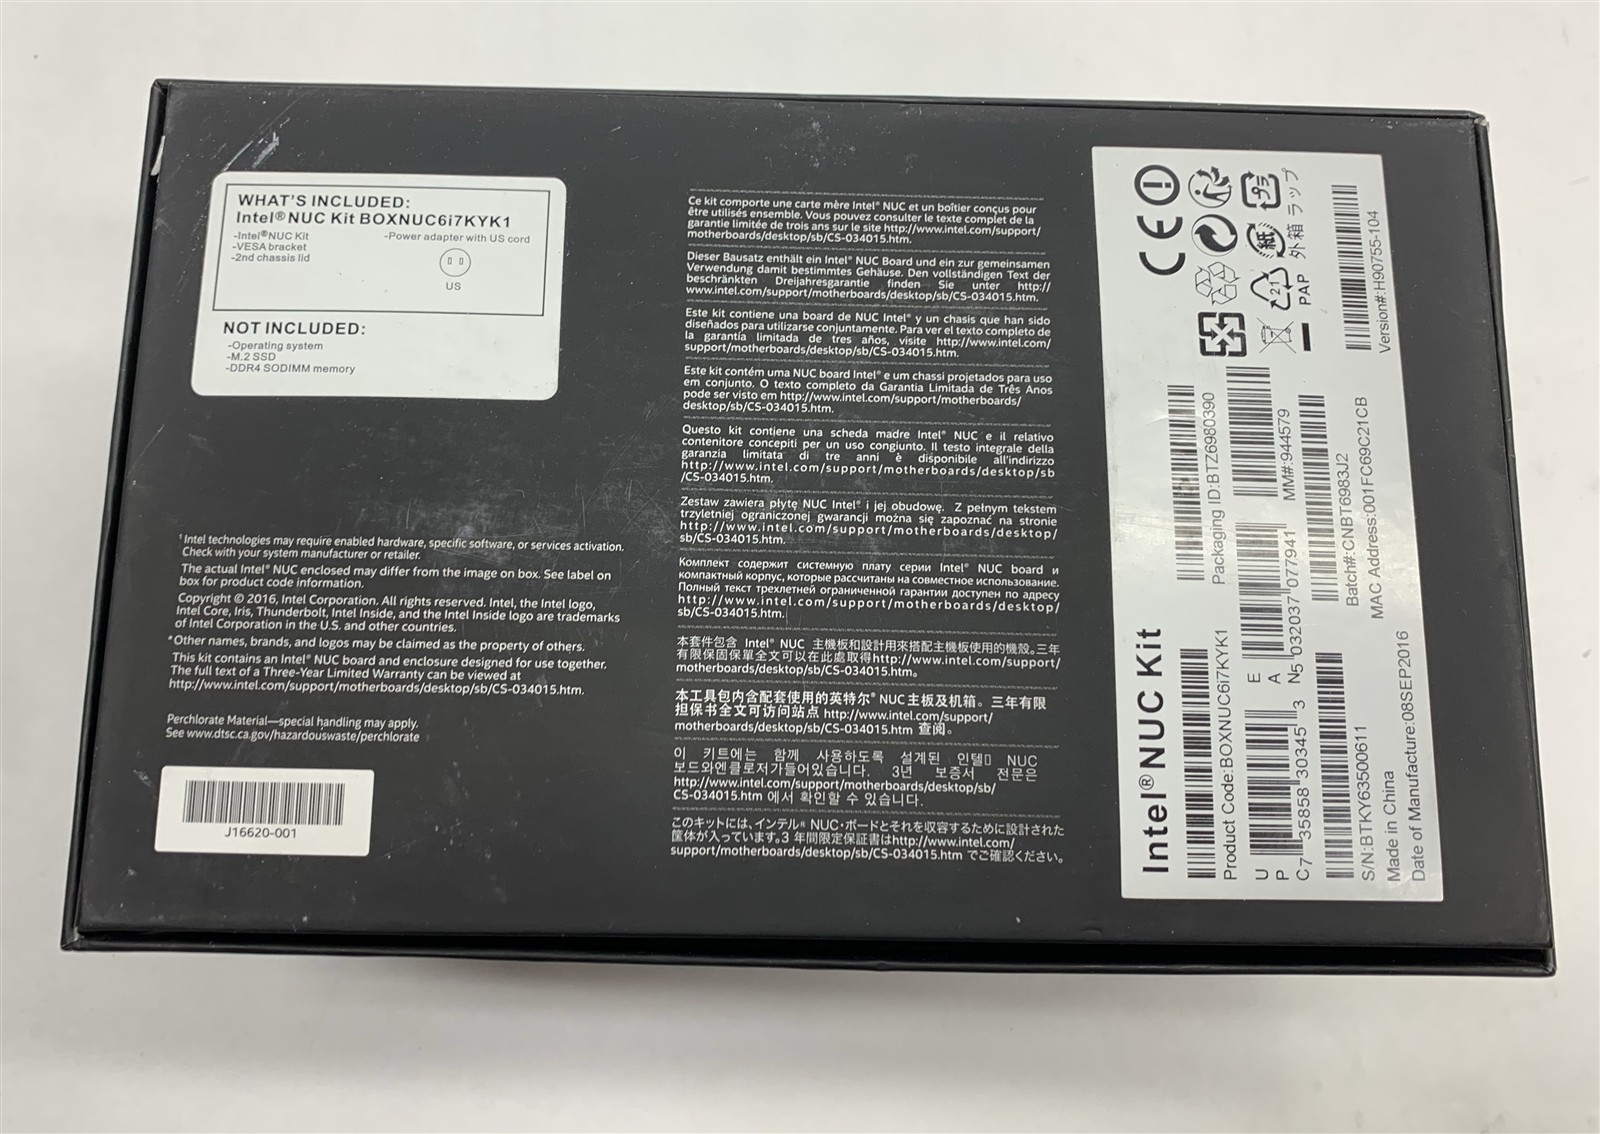 WHAT'S INCLUDED:
Intel® NUC Kit BOXNUC6i7KYK1
-Intel® NUC Kit
-VESA bracket
-2nd chassis lid
-Power adapter with US cord
US
NOT INCLUDED:
-Operating system
-M.2 SSD
-DDR4 SODIMM memory
¹ Intel technologies may require enabled hardware, specific software, or services activation.
Check with your system manufacturer or retailer.
The actual Intel® NUC enclosed may differ from the image on box. See label on
box for product code information.
Copyright © 2016, Intel Corporation. All rights reserved. Intel, the Intel logo,
Intel Core, Iris, Thunderbolt, Intel Inside, and the Intel Inside logo are trademarks
of Intel Corporation in the U.S. and other countries.
*Other names, brands, and logos may be claimed as the property of others.
This kit contains an Intel® NUC board and enclosure designed for use together.
The full text of a Three-Year Limited Warranty can be viewed at
http://www.intel.com/support/motherboards/desktop/sb/CS-034015.htm.
Perchlorate Material—special handling may apply.
See www.dtsc.ca.gov/hazardouswaste/perchlorate
J16620-001
Ce kit comporte une carte mère Intel® NUC et un boîtier conçus pour
être utilisés ensemble. Vous pouvez consulter le texte complet de la
garantie limitée de trois ans sur le site http://www.intel.com/support/
motherboards/desktop/sb/CS-034015.htm.
Dieser Bausatz enthält ein Intel® NUC Board und ein zur gemeinsamen
Verwendung damit bestimmtes Gehäuse. Den vollständigen Text der
beschränkten Dreijahresgarantie finden Sie unter http://
www.intel.com/support/motherboards/desktop/sb/CS-034015.htm.
Este kit contiene una board de NUC Intel® y un chasis que han sido
diseñados para utilizarse conjuntamente. Para ver el texto completo de
la garantía limitada de tres años, visite http://www.intel.com/
support/motherboards/desktop/sb/CS-034015.htm.
Este kit contém uma NUC board Intel® e um chassi projetados para uso
em conjunto. O texto completo da Garantia Limitada de Três Anos
pode ser visto em http://www.intel.com/support/motherboards/
desktop/sb/CS-034015.htm.
Questo kit contiene una scheda madre Intel® NUC e il relativo
contenitore concepiti per un uso congiunto. Il testo integrale della
garanzia limitata di tre anni è disponibile all'indirizzo
http://www.intel.com/support/motherboards/desktop/sb
/CS-034015.htm.
Zestaw zawiera płytę NUC Intel® i jej obudowę. Z pełnym tekstem
trzyletniej ograniczonej gwarancji można się zapoznać na stronie
http://www.intel.com/support/motherboards/desktop/
sb/CS-034015.htm.
Комплект содержит системную плату серии Intel® NUC board и
компактный корпус, которые рассчитаны на совместное использование.
Полный текст трехлетней ограниченной гарантии доступен по адресу
http://www.intel.com/support/motherboards/desktop/
sb/CS-034015.htm.
本套件包含 Intel® NUC 主機板和設計用來搭配主機板使用的機殼。三年
有限保固保單全文可以在此處取得http://www.intel.com/support/
motherboards/desktop/sb/CS-034015.htm。
本工具包内含配套使用的英特尔® NUC 主板及机箱。三年有限
担保书全文可访问站点 http://www.intel.com/support/
motherboards/desktop/sb/CS-034015.htm 查阅。
이 키트에는 함께 사용하도록 설계된 인텔▯ NUC
보드와엔클로저가들어있습니다. 3년 보증서 전문은
http://www.intel.com/support/motherboards/desktop/sb/
CS-034015.htm 에서 확인할 수 있습니다.
このキットには、インテル® NUC・ボードとそれを収容するために設計された
筐体が入っています。3 年間限定保証書はhttp://www.intel.com/
support/motherboards/desktop/sb/CS-034015.htm でご確認ください。
Intel® NUC Kit
Product Code:BOXNUC6i7KYK1
Packaging ID:BTZ6980390
UPC 7 35858 30345 3
EAN 5 032037 077941
MM#:944579
S/N:BTKY63500611
Batch#:CNBT6983J2
Made in China
MAC Address:001FC69C21CB
Date of Manufacture:08SEP2016
Version#:H90755-104
CE
プラ
紙
外箱 ラップ
21
PAP